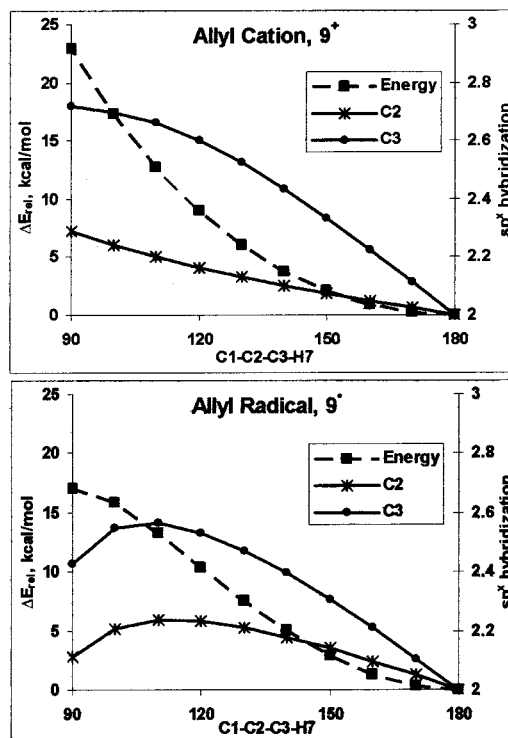 Allyl Cation, 9+
25
20
15
10
5
0
ΔErel, kcal/mol
Energy
C2
C3
3
2.8
2.6
2.4
2.2
2
spx hybridization
90
120
150
180
C1-C2-C3-H7
Allyl Radical, 9•
25
20
15
10
5
0
ΔErel, kcal/mol
Energy
C2
C3
3
2.8
2.6
2.4
2.2
2
spx hybridization
90
120
150
180
C1-C2-C3-H7